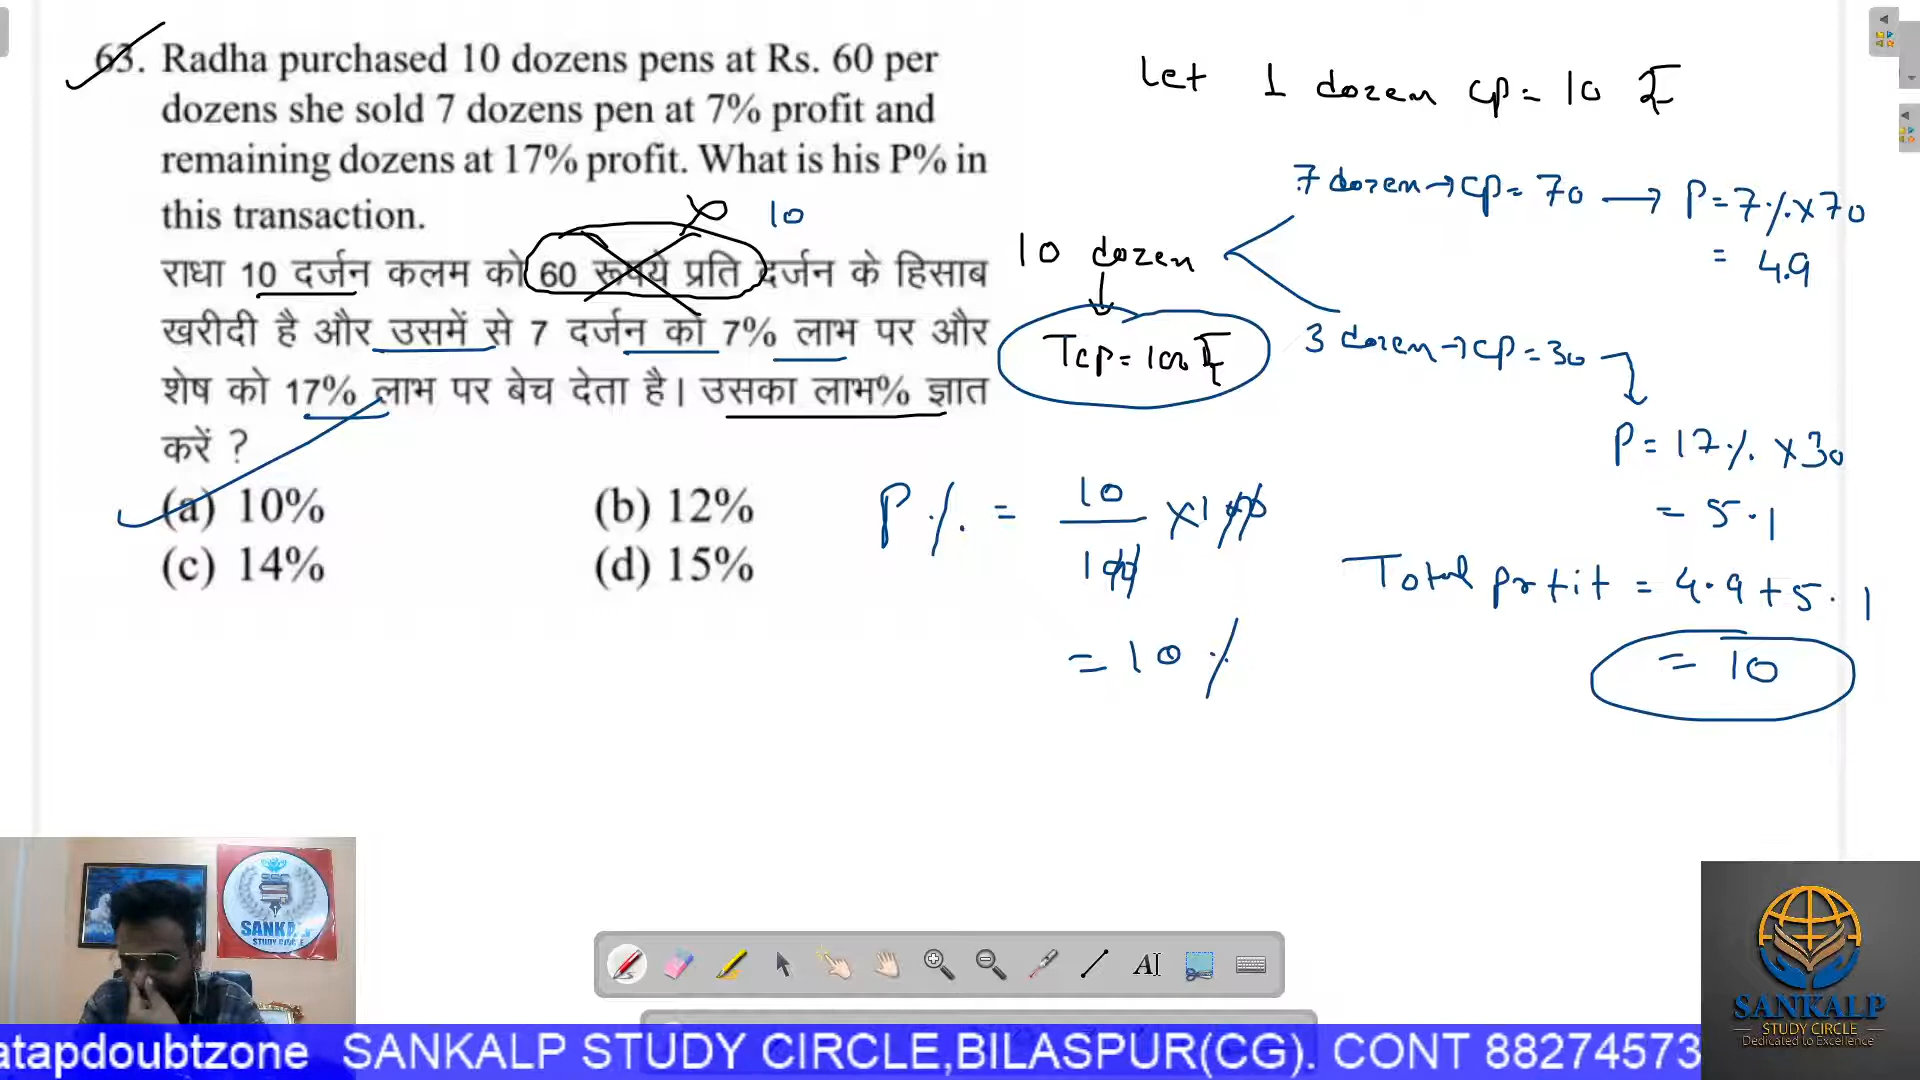 63. Radha purchased 10 dozens pens at Rs. 60 per
dozens she sold 7 dozens pen at 7% profit and
remaining dozens at 17% profit. What is his P% in
this transaction.
10
राधा 10 दर्जन कलम को 60 रूपये प्रति दर्जन के हिसाब
खरीदी है और उसमें से 7 दर्जन को 7% लाभ पर और
शेष को 17% लाभ पर बेच देता है। उसका लाभ% ज्ञात
करें ?
(a) 10% (b) 12%
(c) 14% (d) 15%
Let 1 dozen CP = 10 ₹
7 dozen → CP = 70 → P = 7% × 70
= 4.9
10 dozen
TCP = 100 ₹
3 dozen → CP = 30
P = 17% × 30
= 5.1
Total profit = 4.9 + 5.1
= 10
P% = 10/100 × 100
= 10%
SANKALP
STUDY CIRCLE
SANKALP
STUDY CIRCLE
Dedicated to Excellence
atapdoubtzone SANKALP STUDY CIRCLE,BILASPUR(CG). CONT 88274573